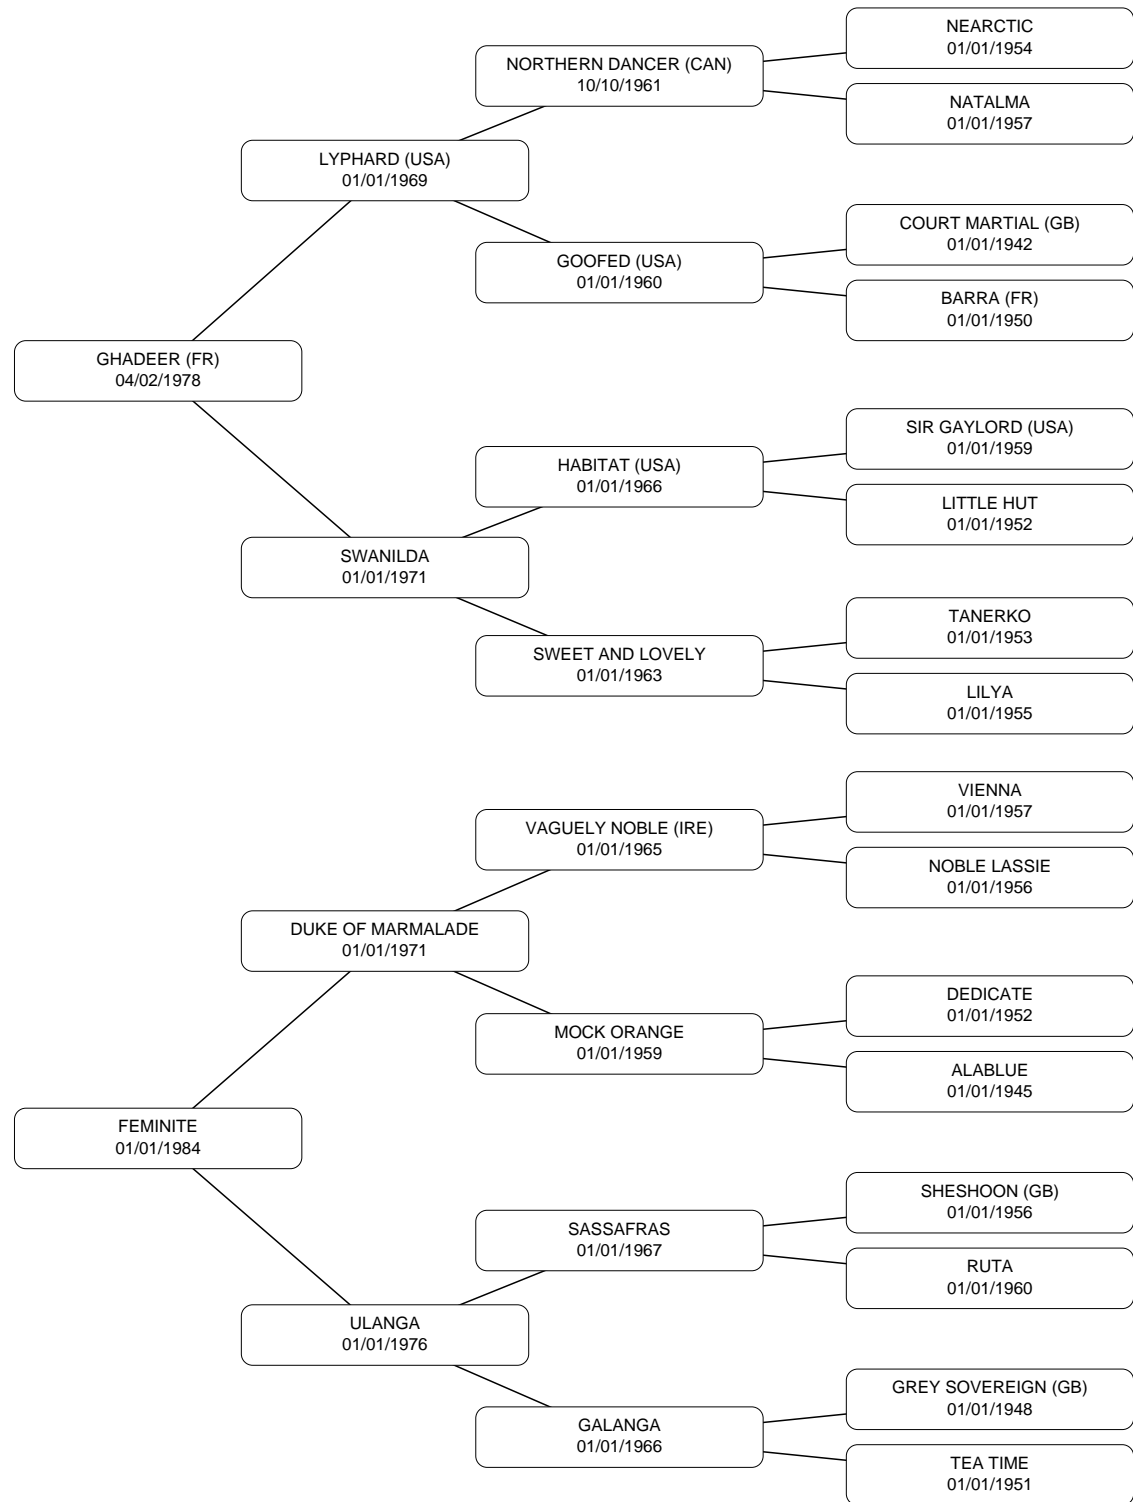 NEARCTIC
01/01/1954
NORTHERN DANCER (CAN)
10/10/1961
NATALMA
01/01/1957
LYPHARD (USA)
01/01/1969
COURT MARTIAL (GB)
01/01/1942
GOOFED (USA)
01/01/1960
BARRA (FR)
01/01/1950
GHADEER (FR)
04/02/1978
SIR GAYLORD (USA)
01/01/1959
HABITAT (USA)
01/01/1966
LITTLE HUT
01/01/1952
SWANILDA
01/01/1971
TANERKO
01/01/1953
SWEET AND LOVELY
01/01/1963
LILYA
01/01/1955
VIENNA
01/01/1957
VAGUELY NOBLE (IRE)
01/01/1965
NOBLE LASSIE
01/01/1956
DUKE OF MARMALADE
01/01/1971
DEDICATE
01/01/1952
MOCK ORANGE
01/01/1959
ALABLUE
01/01/1945
FEMINITE
01/01/1984
SHESHOON (GB)
01/01/1956
SASSAFRAS
01/01/1967
RUTA
01/01/1960
ULANGA
01/01/1976
GREY SOVEREIGN (GB)
01/01/1948
GALANGA
01/01/1966
TEA TIME
01/01/1951